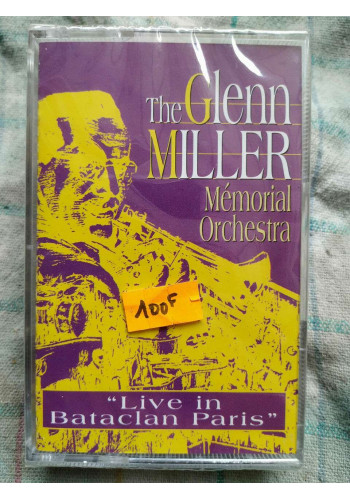 The Glenn
MILLER
Mémorial
Orchestra
100F
"Live in
Bataclan Paris"